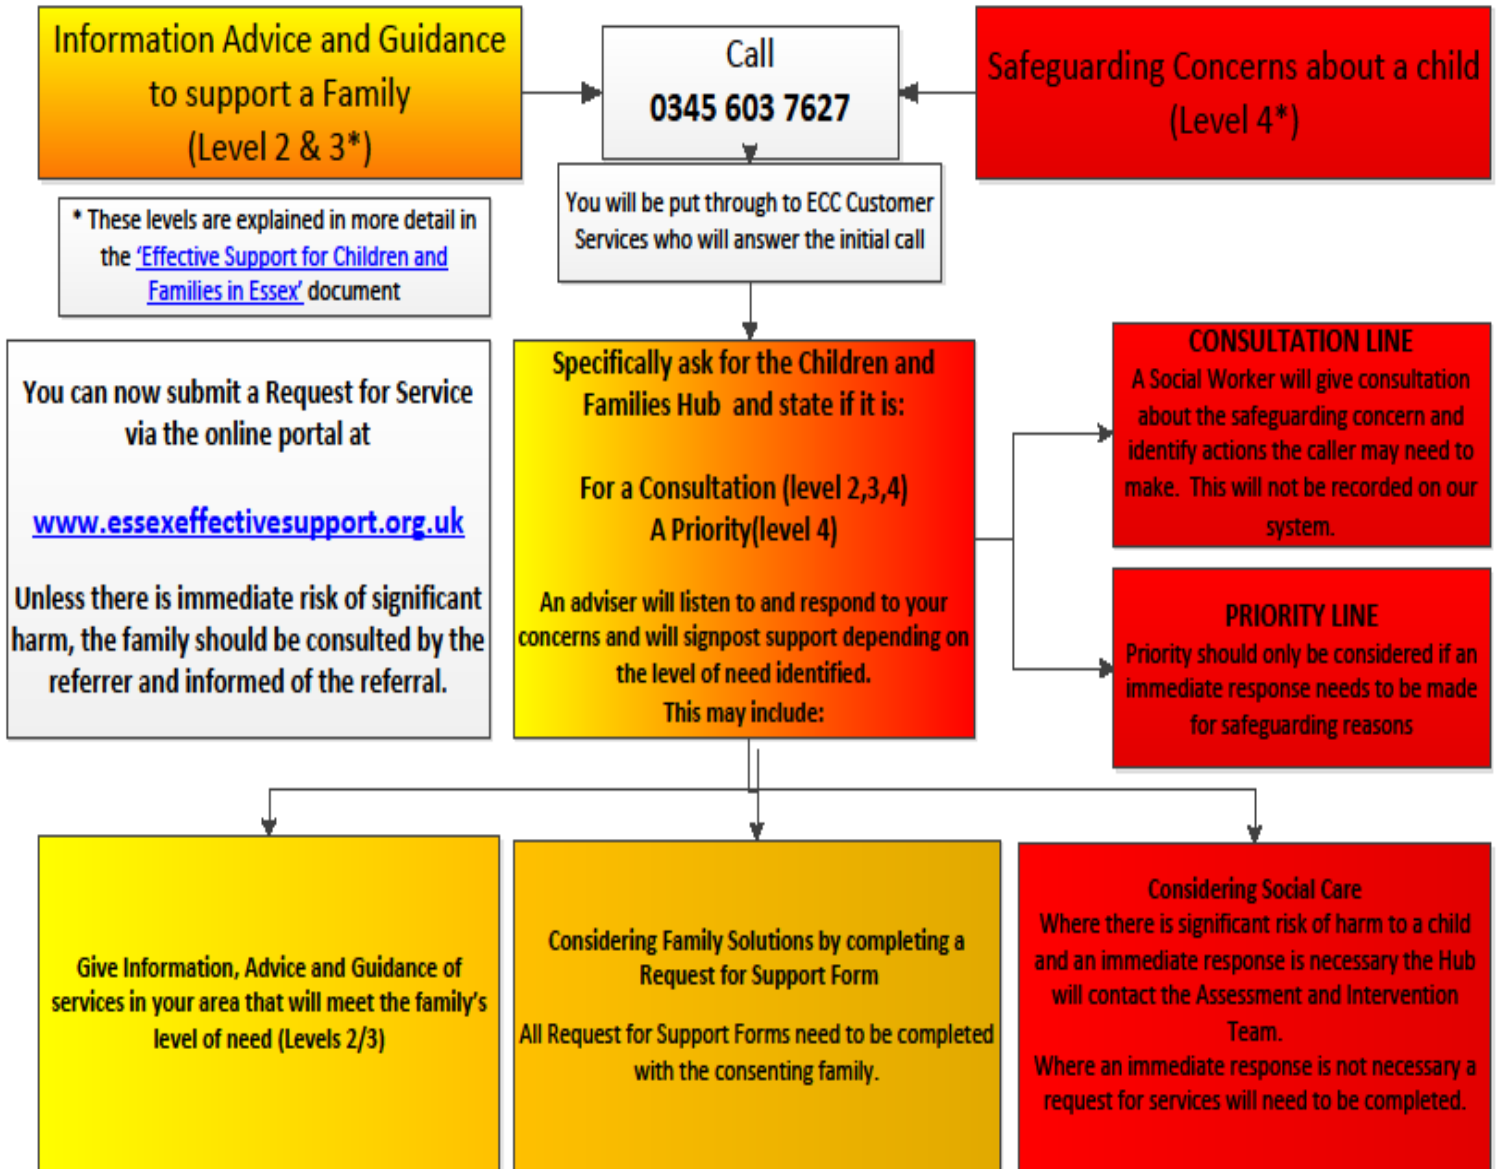 Information Advice and Guidance
to support a Family
(Level 2 & 3*)
Call
0345 603 7627
Safeguarding Concerns about a child
(Level 4*)
You will be put through to ECC Customer
Services who will answer the initial call
* These levels are explained in more detail in
the ‘Effective Support for Children and
Families in Essex’ document
You can now submit a Request for Service
via the online portal at
www.essexeffectivesupport.org.uk
Unless there is immediate risk of significant
harm, the family should be consulted by the
referrer and informed of the referral.
Specifically ask for the Children and
Families Hub and state if it is:
For a Consultation (level 2,3,4)
A Priority(level 4)
An adviser will listen to and respond to your
concerns and will signpost support depending on
the level of need identified.
This may include:
CONSULTATION LINE
A Social Worker will give consultation
about the safeguarding concern and
identify actions the caller may need to
make. This will not be recorded on our
system.
PRIORITY LINE
Priority should only be considered if an
immediate response needs to be made
for safeguarding reasons
Give Information, Advice and Guidance of
services in your area that will meet the family’s
level of need (Levels 2/3)
Considering Family Solutions by completing a
Request for Support Form
All Request for Support Forms need to be completed
with the consenting family.
Considering Social Care
Where there is significant risk of harm to a child
and an immediate response is necessary the Hub
will contact the Assessment and Intervention
Team.
Where an immediate response is not necessary a
request for services will need to be completed.